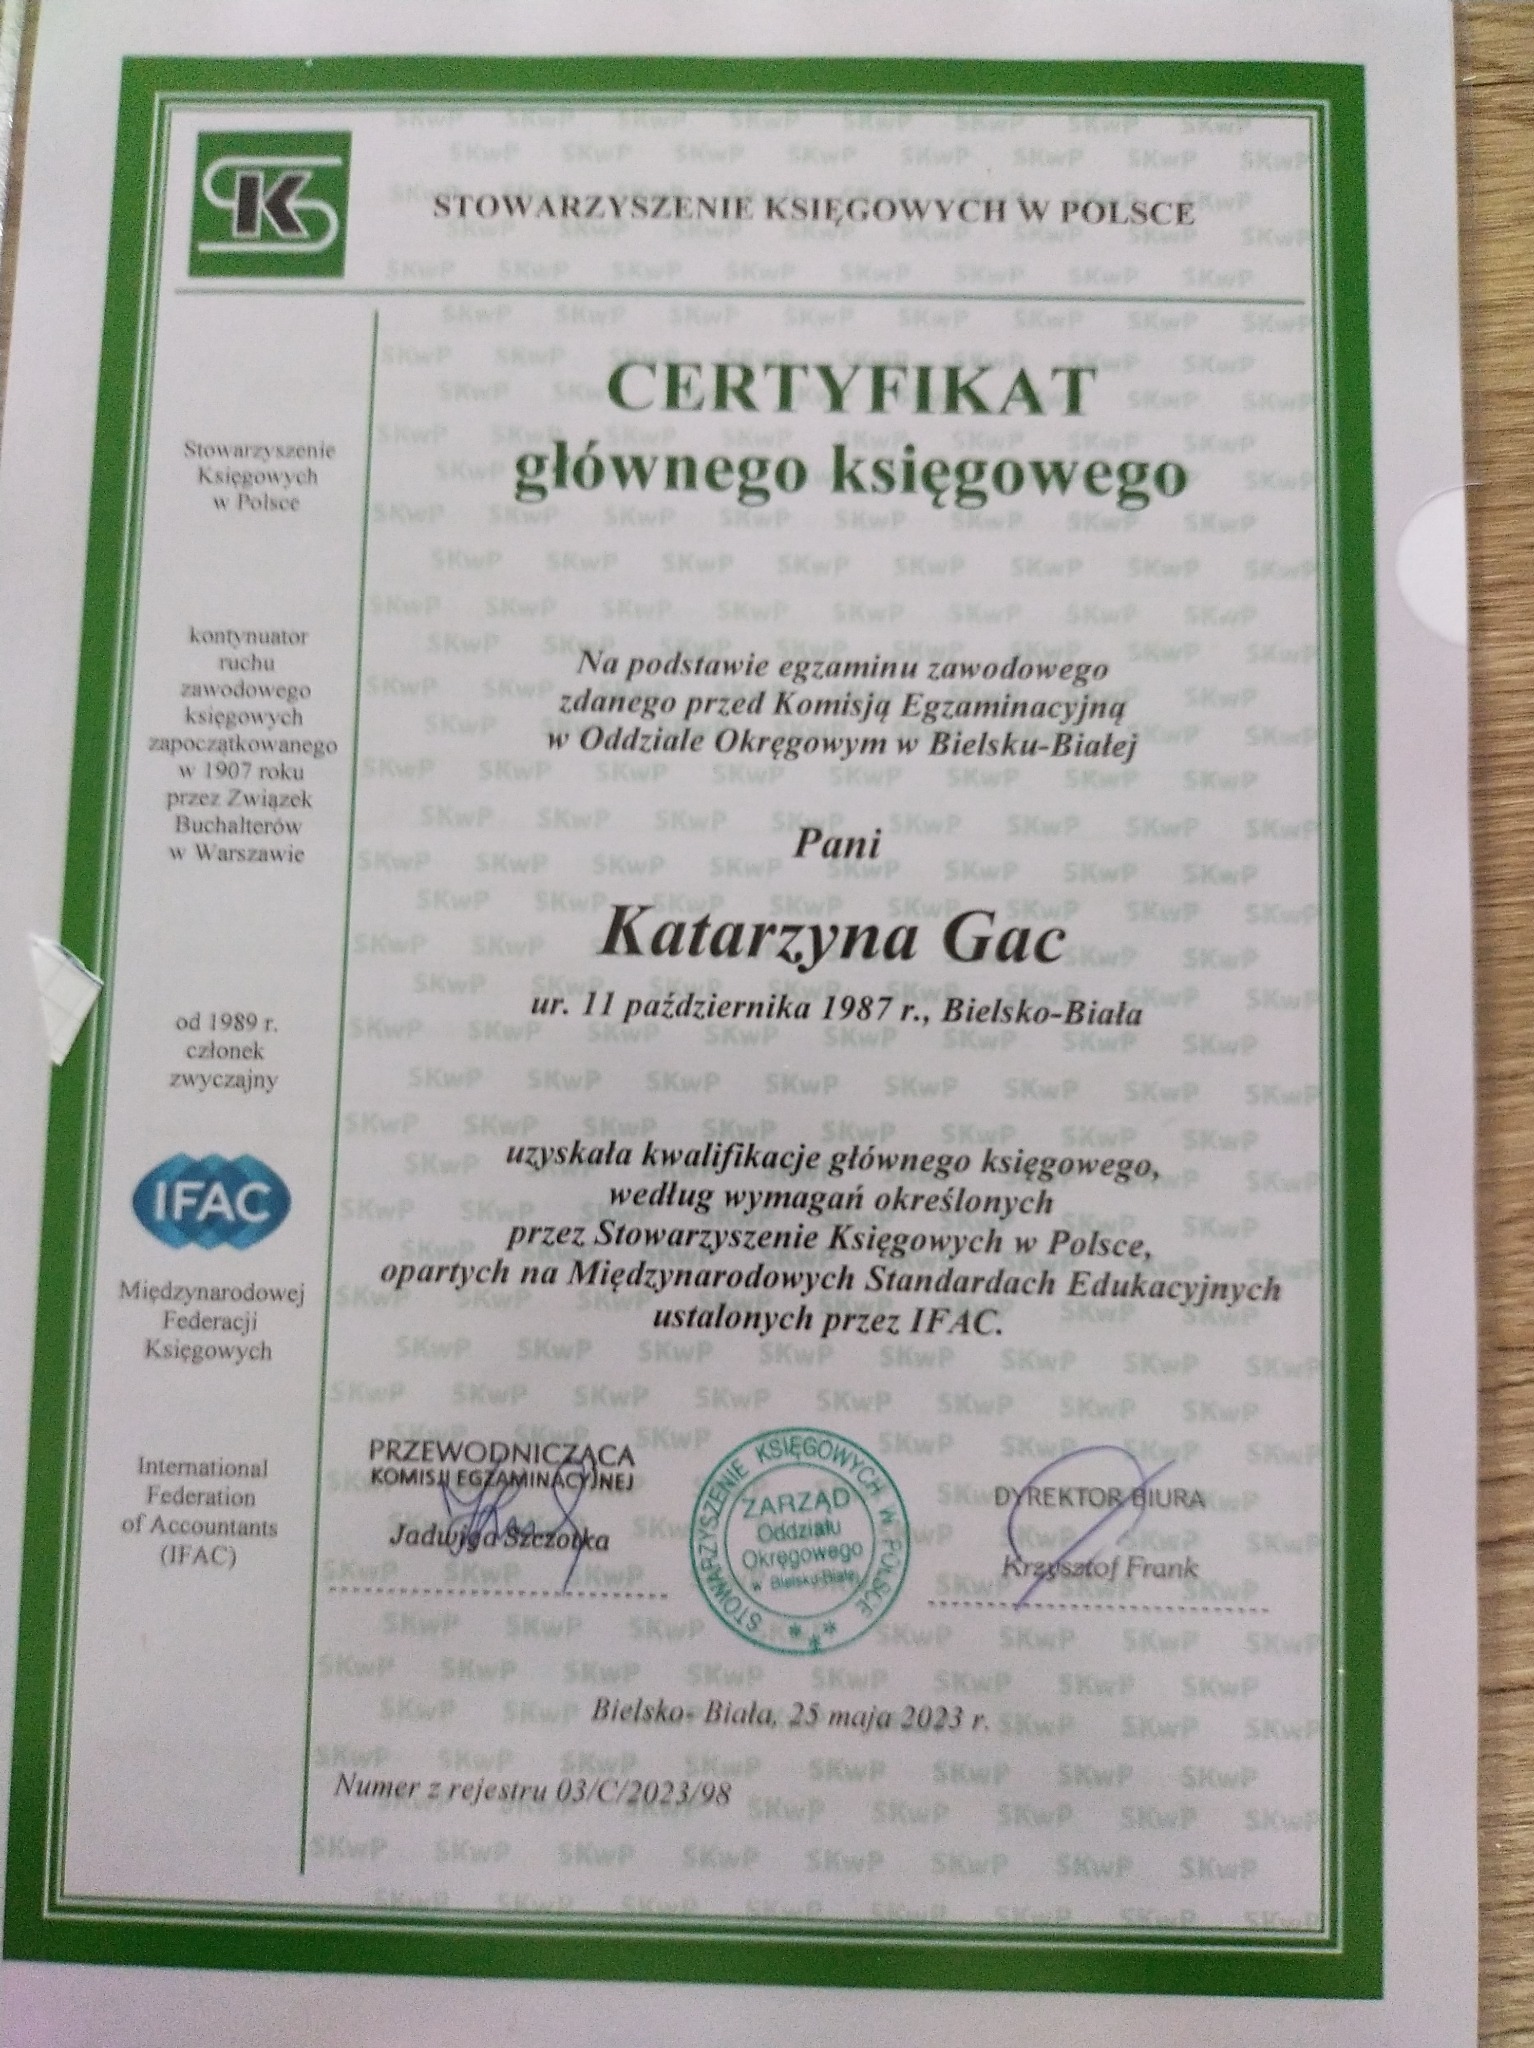 SK
STOWARZYSZENIE KSIĘGOWYCH W POLSCE
CERTYFIKAT
głównego księgowego
Stowarzyszenie
Księgowych
w Polsce
kontynuator
ruchu
zawodowego
księgowych
zapoczątkowanego
w 1907 roku
przez Związek
Buchalterów
w Warszawie
od 1989 r.
członek
zwyczajny
IFAC
Międzynarodowej
Federacji
Księgowych
International
Federation
of Accountants
(IFAC)
Na podstawie egzaminu zawodowego
zdanego przed Komisją Egzaminacyjną
w Oddziale Okręgowym w Bielsku-Białej
Pani
Katarzyna Gac
ur. 11 października 1987 r., Bielsko-Biała
uzyskała kwalifikacje głównego księgowego,
według wymagań określonych
przez Stowarzyszenie Księgowych w Polsce,
opartych na Międzynarodowych Standardach Edukacyjnych
ustalonych przez IFAC.
PRZEWODNICZĄCA
KOMISJI EGZAMINACYJNEJ
Jadwiga Szczotka
STOWARZYSZENIE KSIĘGOWYCH W POLSCE
ZARZĄD
Oddziału
Okręgowego
w Bielsku-Białej
DYREKTOR BIURA
Krzysztof Frank
Bielsko- Biała, 25 maja 2023 r.
Numer z rejestru 03/C/2023/98